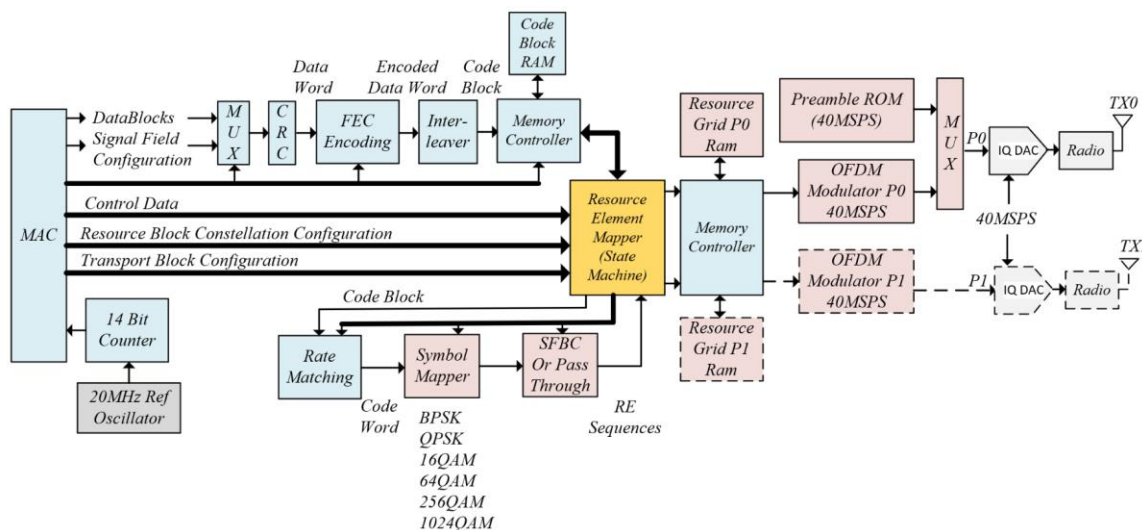 Code
Block
RAM
Data
Word
Encoded
Data Word
Code
Block
DataBlocks
Signal Field
Configuration
M
U
X
C
R
C
FEC
Encoding
Inter-
leaver
Memory
Controller
MAC
Control Data
Resource Block Constellation Configuration
Transport Block Configuration
Resource
Element
Mapper
(State
Machine)
Resource
Grid P0
Ram
Memory
Controller
Resource
Grid P1
Ram
Preamble ROM
(40MSPS)
OFDM
Modulator P0
40MSPS
OFDM
Modulator P1
40MSPS
M
U
X
P0
IQ DAC
Radio
TX0
40MSPS
P1
IQ DAC
Radio
TX
14 Bit
Counter
20MHz Ref
Oscillator
Code Block
Rate
Matching
Code
Word
Symbol
Mapper
SFBC
Or Pass
Through
RE
Sequences
BPSK
QPSK
16QAM
64QAM
256QAM
1024QAM